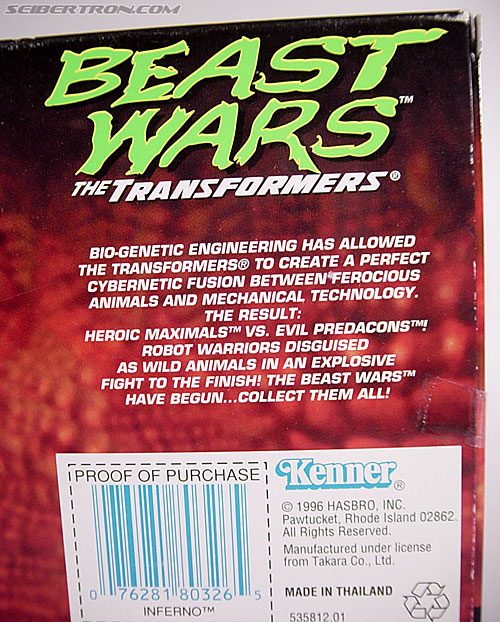 SEIBERTRON.COM
BEAST
WARS™
THE TRANSFORMERS®
BIO-GENETIC ENGINEERING HAS ALLOWED
THE TRANSFORMERS® TO CREATE A PERFECT
CYBERNETIC FUSION BETWEEN FEROCIOUS
ANIMALS AND MECHANICAL TECHNOLOGY.
THE RESULT:
HEROIC MAXIMALS™ VS. EVIL PREDACONS™!
ROBOT WARRIORS DISGUISED
AS WILD ANIMALS IN AN EXPLOSIVE
FIGHT TO THE FINISH! THE BEAST WARS™
HAVE BEGUN...COLLECT THEM ALL!
PROOF OF PURCHASE
0 76281 80326 5
INFERNO™
Kenner®
© 1996 HASBRO, INC.
Pawtucket, Rhode Island 02862.
All Rights Reserved.
Manufactured under license
from Takara Co., Ltd.
MADE IN THAILAND
535812.01